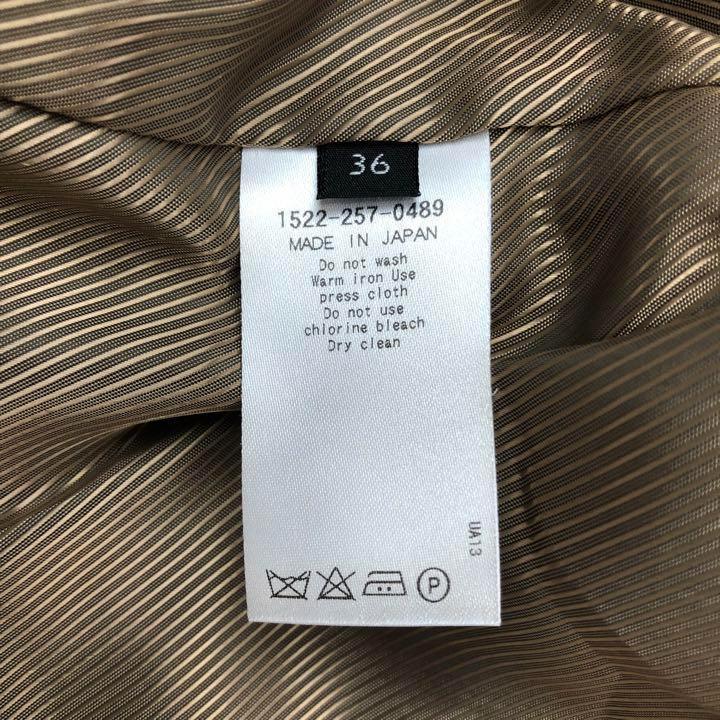 36
1522-257-0489
MADE IN JAPAN
Do not wash
Warm iron Use
press cloth
Do not use
chlorine bleach
Dry clean
UA13
P